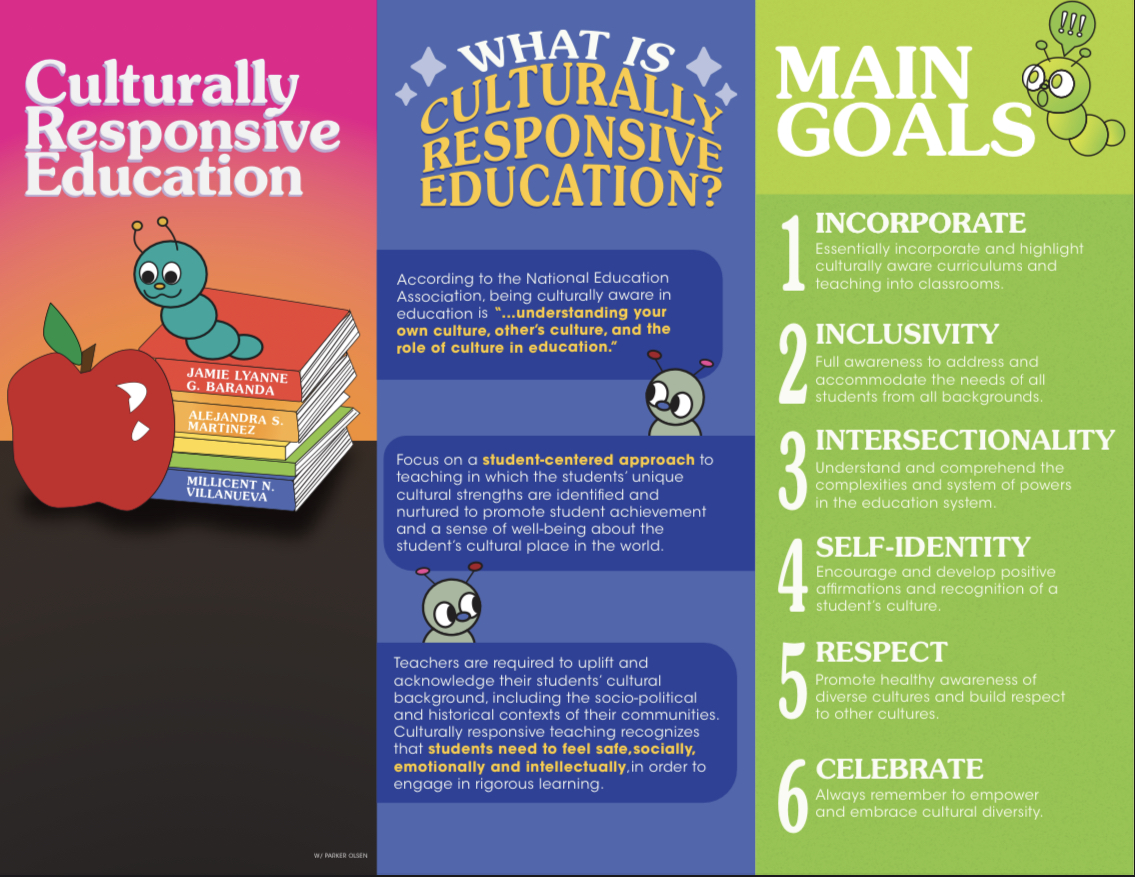 Culturally
Responsive
Education
JAMIE LYANNE
G. BARANDA
ALEJANDRA S.
MARTINEZ
MILLICENT N.
VILLANUEVA
W/ PARKER OLSEN
WHAT IS
CULTURALLY
RESPONSIVE
EDUCATION?
According to the National Education
Association, being culturally aware in
education is "...understanding your
own culture, other's culture, and the
role of culture in education."
Focus on a student-centered approach to
teaching in which the students' unique
cultural strengths are identified and
nurtured to promote student achievement
and a sense of well-being about the
student's cultural place in the world.
Teachers are required to uplift and
acknowledge their students' cultural
background, including the socio-political
and historical contexts of their communities.
Culturally responsive teaching recognizes
that students need to feel safe,socially,
emotionally and intellectually,in order to
engage in rigorous learning.
!!!
MAIN
GOALS
1 INCORPORATE
Essentially incorporate and highlight
culturally aware curriculums and
teaching into classrooms.
2 INCLUSIVITY
Full awareness to address and
accommodate the needs of all
students from all backgrounds.
3 INTERSECTIONALITY
Understand and comprehend the
complexities and system of powers
in the education system.
4 SELF-IDENTITY
Encourage and develop positive
affirmations and recognition of a
student's culture.
5 RESPECT
Promote healthy awareness of
diverse cultures and build respect
to other cultures.
6 CELEBRATE
Always remember to empower
and embrace cultural diversity.